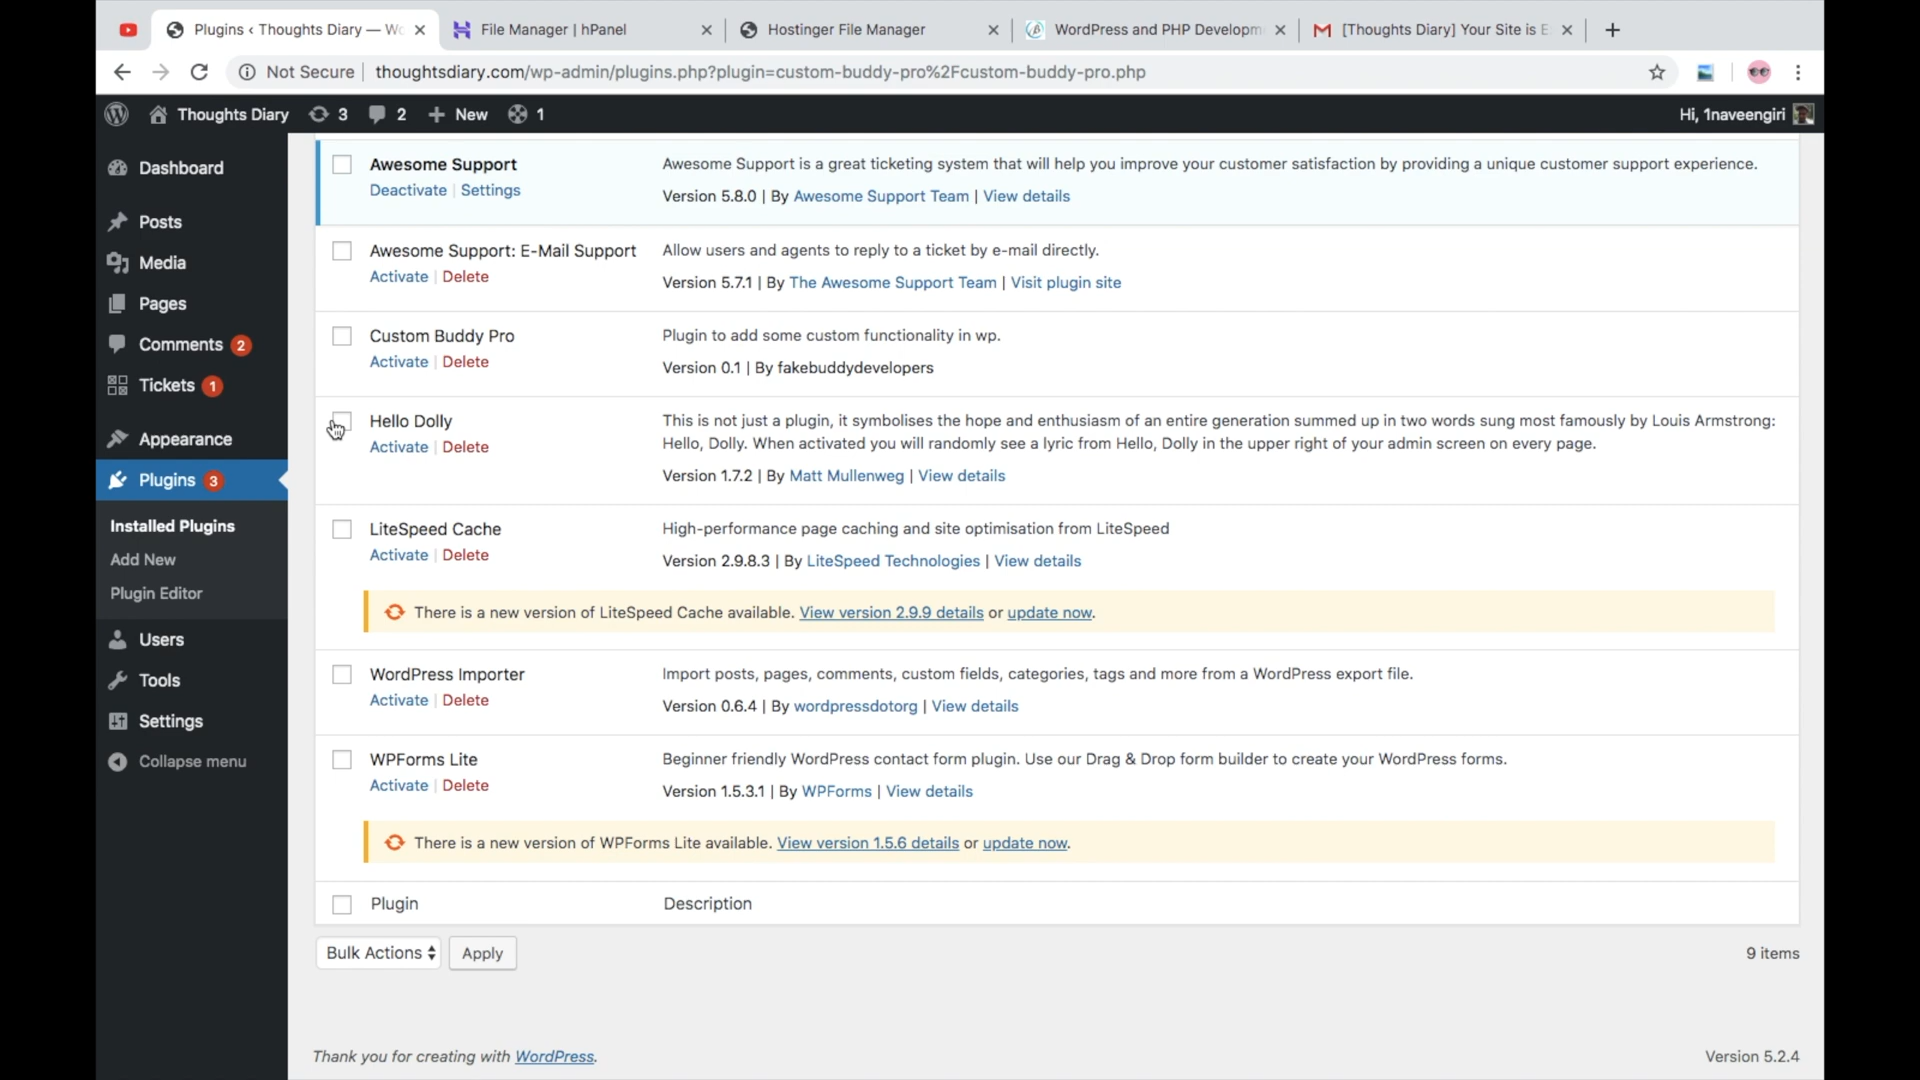 Plugins ‹ Thoughts Diary — Wo
File Manager | hPanel
Hostinger File Manager
WordPress and PHP Developm
[Thoughts Diary] Your Site is E
Not Secure
thoughtsdiary.com/wp-admin/plugins.php?plugin=custom-buddy-pro%2Fcustom-buddy-pro.php
Thoughts Diary
3
2
+ New
1
Hi, 1naveengiri
Dashboard
Posts
Media
Pages
Comments 2
Tickets 1
Appearance
Plugins 3
Installed Plugins
Add New
Plugin Editor
Users
Tools
Settings
Collapse menu
Awesome Support
Deactivate | Settings
Awesome Support is a great ticketing system that will help you improve your customer satisfaction by providing a unique customer support experience.
Version 5.8.0 | By Awesome Support Team | View details
Awesome Support: E-Mail Support
Activate | Delete
Allow users and agents to reply to a ticket by e-mail directly.
Version 5.7.1 | By The Awesome Support Team | Visit plugin site
Custom Buddy Pro
Activate | Delete
Plugin to add some custom functionality in wp.
Version 0.1 | By fakebuddydevelopers
Hello Dolly
Activate | Delete
This is not just a plugin, it symbolises the hope and enthusiasm of an entire generation summed up in two words sung most famously by Louis Armstrong:
Hello, Dolly. When activated you will randomly see a lyric from Hello, Dolly in the upper right of your admin screen on every page.
Version 1.7.2 | By Matt Mullenweg | View details
LiteSpeed Cache
Activate | Delete
High-performance page caching and site optimisation from LiteSpeed
Version 2.9.8.3 | By LiteSpeed Technologies | View details
There is a new version of LiteSpeed Cache available. View version 2.9.9 details or update now.
WordPress Importer
Activate | Delete
Import posts, pages, comments, custom fields, categories, tags and more from a WordPress export file.
Version 0.6.4 | By wordpressdotorg | View details
WPForms Lite
Activate | Delete
Beginner friendly WordPress contact form plugin. Use our Drag & Drop form builder to create your WordPress forms.
Version 1.5.3.1 | By WPForms | View details
There is a new version of WPForms Lite available. View version 1.5.6 details or update now.
Plugin
Description
Bulk Actions
Apply
9 items
Thank you for creating with WordPress.
Version 5.2.4